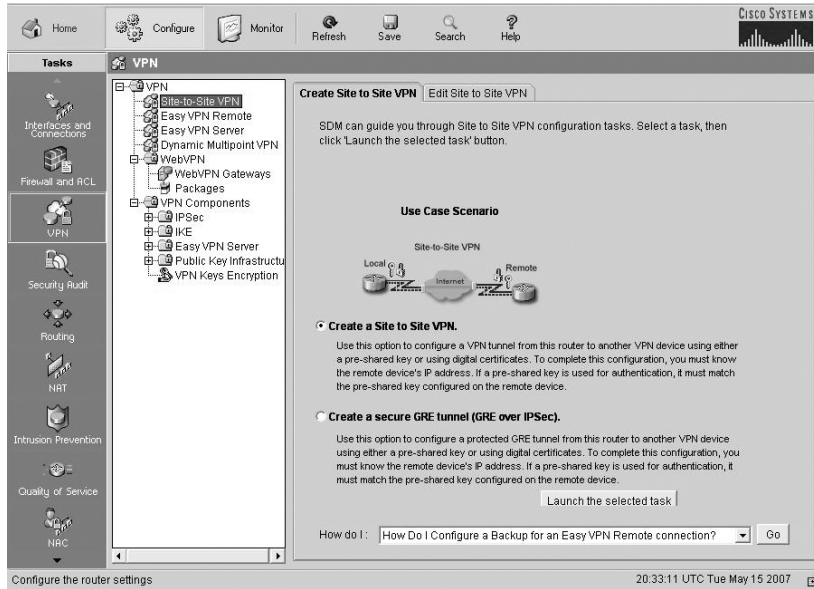 Home
Configure
Monitor
Refresh
Save
Search
Help
CISCO SYSTEMS
Tasks
VPN
Interfaces and
Connections
Firewall and ACL
VPN
Security Audit
Routing
NAT
Intrusion Prevention
Quality of Service
NAC
VPN
Site-to-Site VPN
Easy VPN Remote
Easy VPN Server
Dynamic Multipoint VPN
WebVPN
WebVPN Gateways
Packages
VPN Components
IPSec
IKE
Easy VPN Server
Public Key Infrastructu
VPN Keys Encryption
Create Site to Site VPN
Edit Site to Site VPN
SDM can guide you through Site to Site VPN configuration tasks. Select a task, then
click 'Launch the selected task' button.
Use Case Scenario
Site-to-Site VPN
Local
Internet
Remote
Create a Site to Site VPN.
Use this option to configure a VPN tunnel from this router to another VPN device using either
a pre-shared key or using digital certificates. To complete this configuration, you must know
the remote device's IP address. If a pre-shared key is used for authentication, it must match
the pre-shared key configured on the remote device.
Create a secure GRE tunnel (GRE over IPSec).
Use this option to configure a protected GRE tunnel from this router to another VPN device
using either a pre-shared key or using digital certificates. To complete this configuration, you
must know the remote device's IP address. If a pre-shared key is used for authentication, it
must match the pre-shared key configured on the remote device.
Launch the selected task
How do I :
How Do I Configure a Backup for an Easy VPN Remote connection?
Go
Configure the router settings
20:33:11 UTC Tue May 15 2007